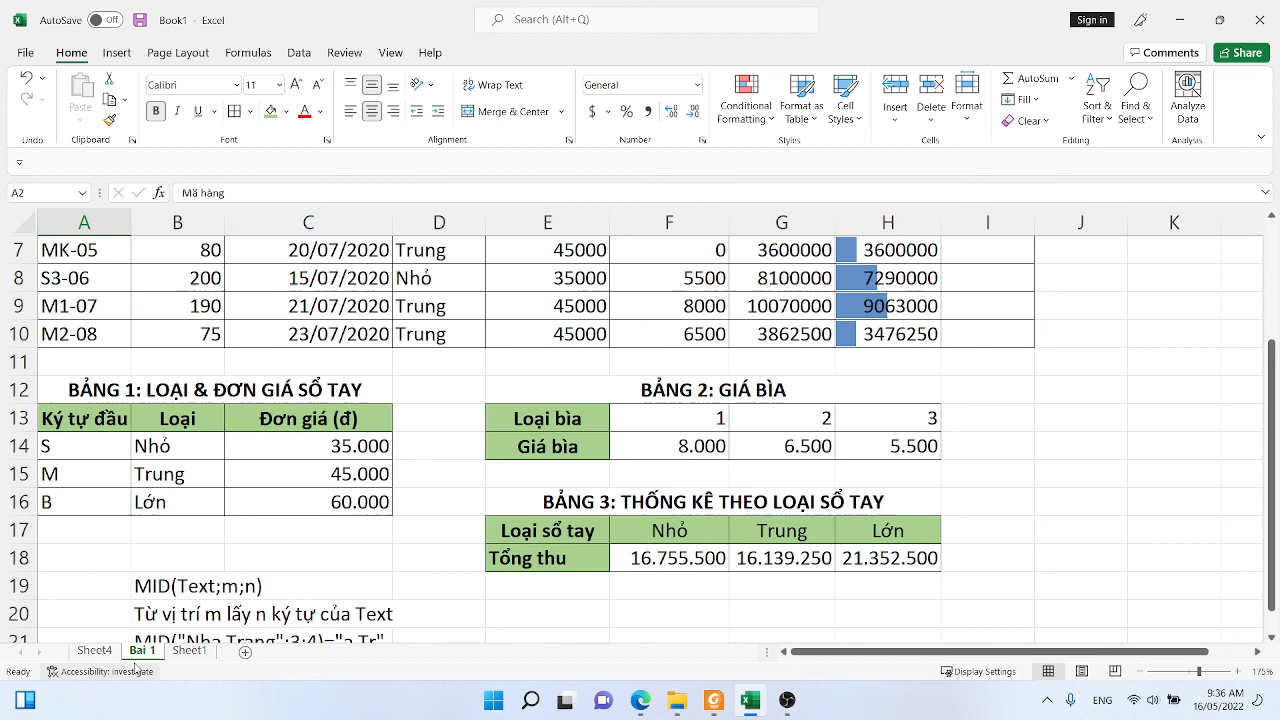 AutoSave Off Book1 - Excel Search (Alt+Q) Sign in
File Home Insert Page Layout Formulas Data Review View Help Comments Share
Paste Calibri 11 B I U A A ab Wrap Text Merge & Center General $ % Conditional Formatting Format as Table Cell Styles Insert Delete Format AutoSum Fill Clear Sort & Filter Find & Select Analyze Data
Clipboard Font Alignment Number Styles Cells Editing Analysis
A2 fx Mã hàng
A B C D E F G H I J K
7 MK-05 80 20/07/2020 Trung 45000 0 3600000 3600000
8 S3-06 200 15/07/2020 Nhỏ 35000 5500 8100000 7290000
9 M1-07 190 21/07/2020 Trung 45000 8000 10070000 9063000
10 M2-08 75 23/07/2020 Trung 45000 6500 3862500 3476250
11
12 BẢNG 1: LOẠI & ĐƠN GIÁ SỔ TAY BẢNG 2: GIÁ BÌA
13 Ký tự đầu Loại Đơn giá (đ) Loại bìa 1 2 3
14 S Nhỏ 35.000 Giá bìa 8.000 6.500 5.500
15 M Trung 45.000
16 B Lớn 60.000 BẢNG 3: THỐNG KÊ THEO LOẠI SỔ TAY
17 Loại sổ tay Nhỏ Trung Lớn
18 Tổng thu 16.755.500 16.139.250 21.352.500
19 MID(Text;m;n)
20 Từ vị trí m lấy n ký tự của Text
21 MID("Nha Trang";3;4)="a Tr"
Sheet4 Bai 1 Sheet1
Ready Accessibility: Investigate Display Settings 175%
ENG 9:36 AM
16/05/2022